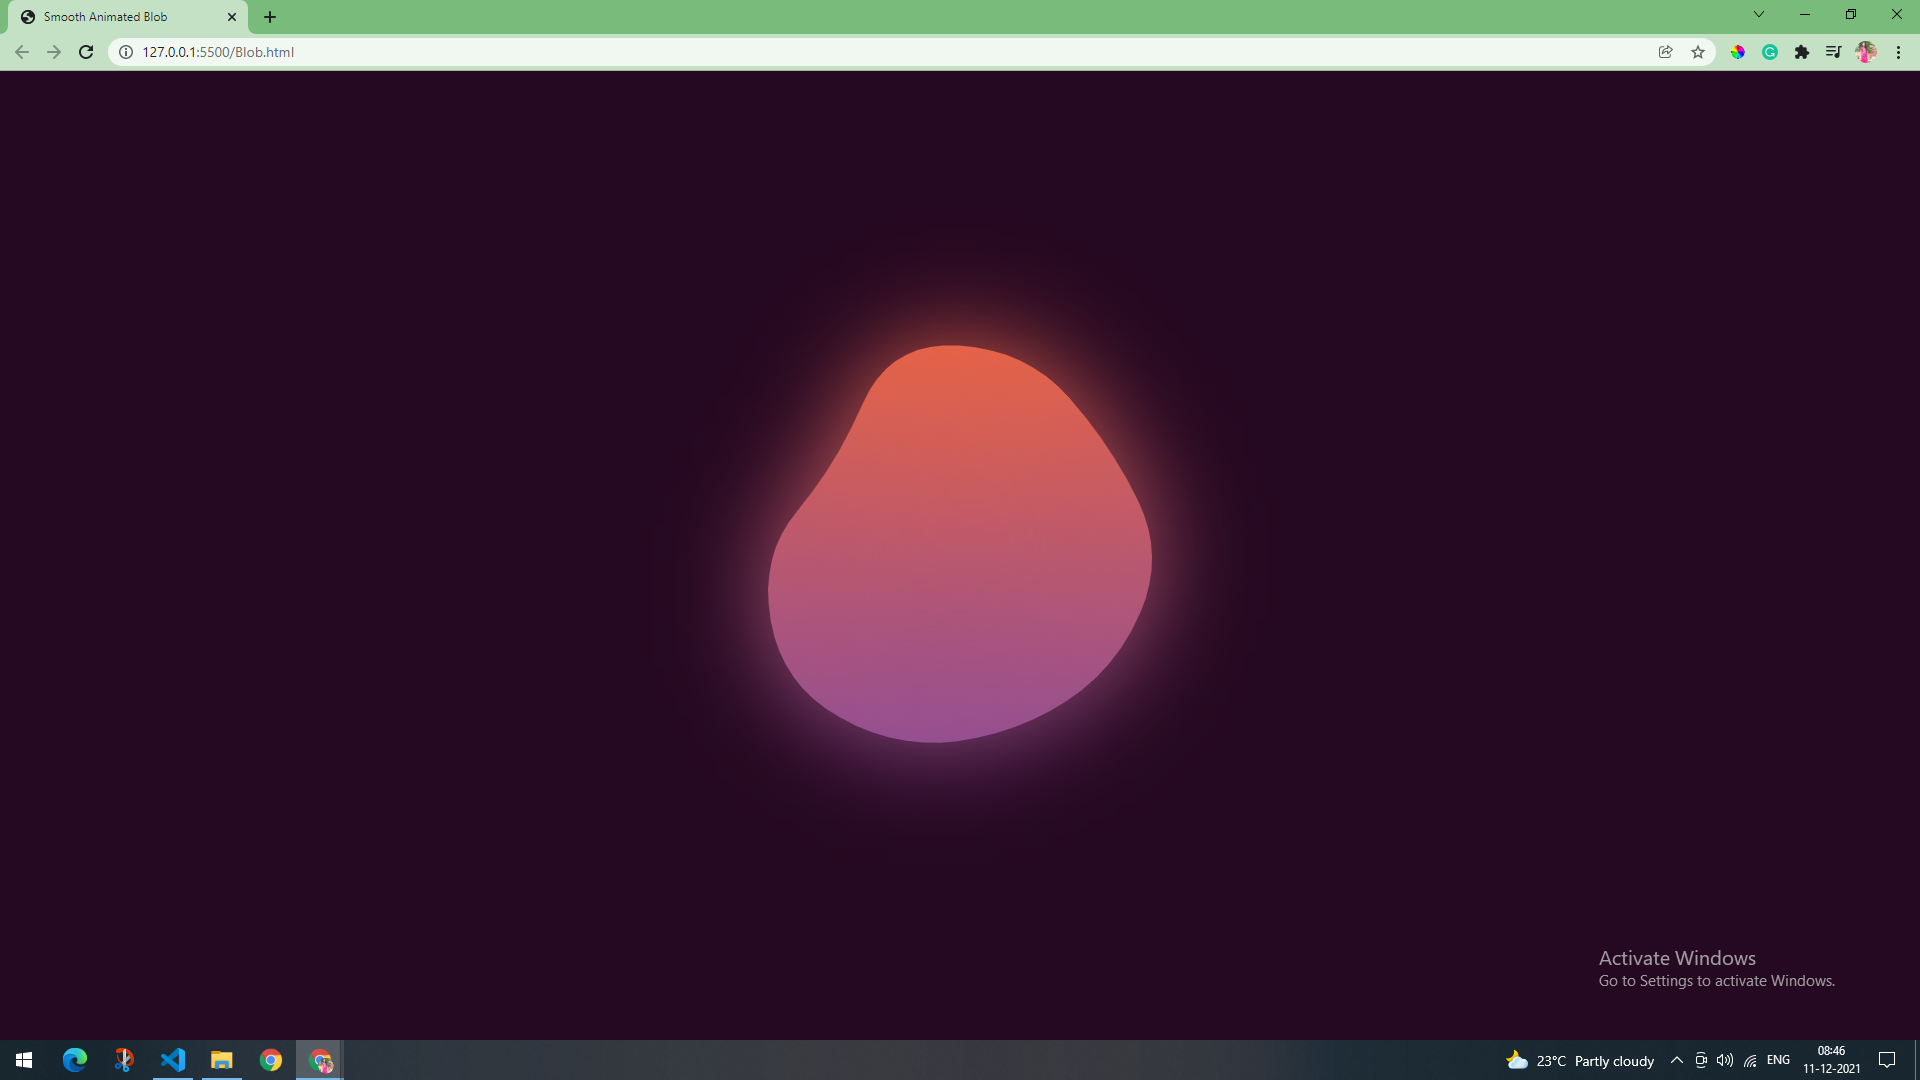 Smooth Animated Blob
127.0.0.1:5500/Blob.html
Activate Windows
Go to Settings to activate Windows.
23°C Partly cloudy
ENG
08:46
11-12-2021